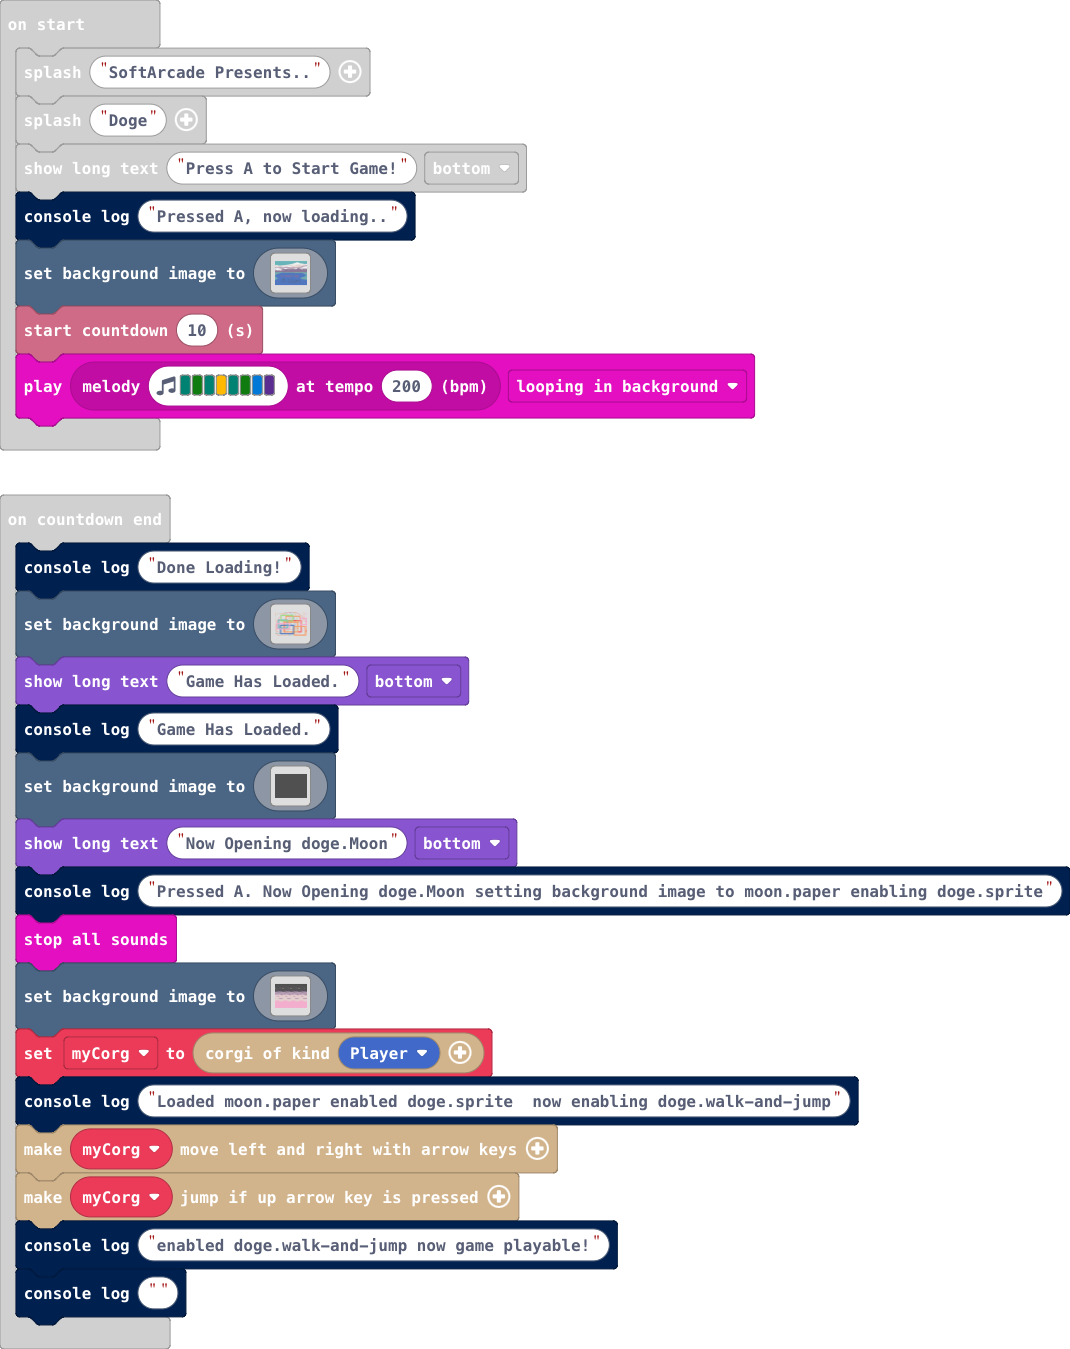 on start
splash "SoftArcade Presents.."
splash "Doge"
show long text "Press A to Start Game!" bottom
console log "Pressed A, now loading.."
set background image to
start countdown 10 (s)
play melody at tempo 200 (bpm) looping in background
on countdown end
console log "Done Loading!"
set background image to
show long text "Game Has Loaded." bottom
console log "Game Has Loaded."
set background image to
show long text "Now Opening doge.Moon" bottom
console log "Pressed A. Now Opening doge.Moon setting background image to moon.paper enabling doge.sprite"
stop all sounds
set background image to
set myCorg to corgi of kind Player
console log "Loaded moon.paper enabled doge.sprite  now enabling doge.walk-and-jump"
make myCorg move left and right with arrow keys
make myCorg jump if up arrow key is pressed
console log "enabled doge.walk-and-jump now game playable!"
console log ""